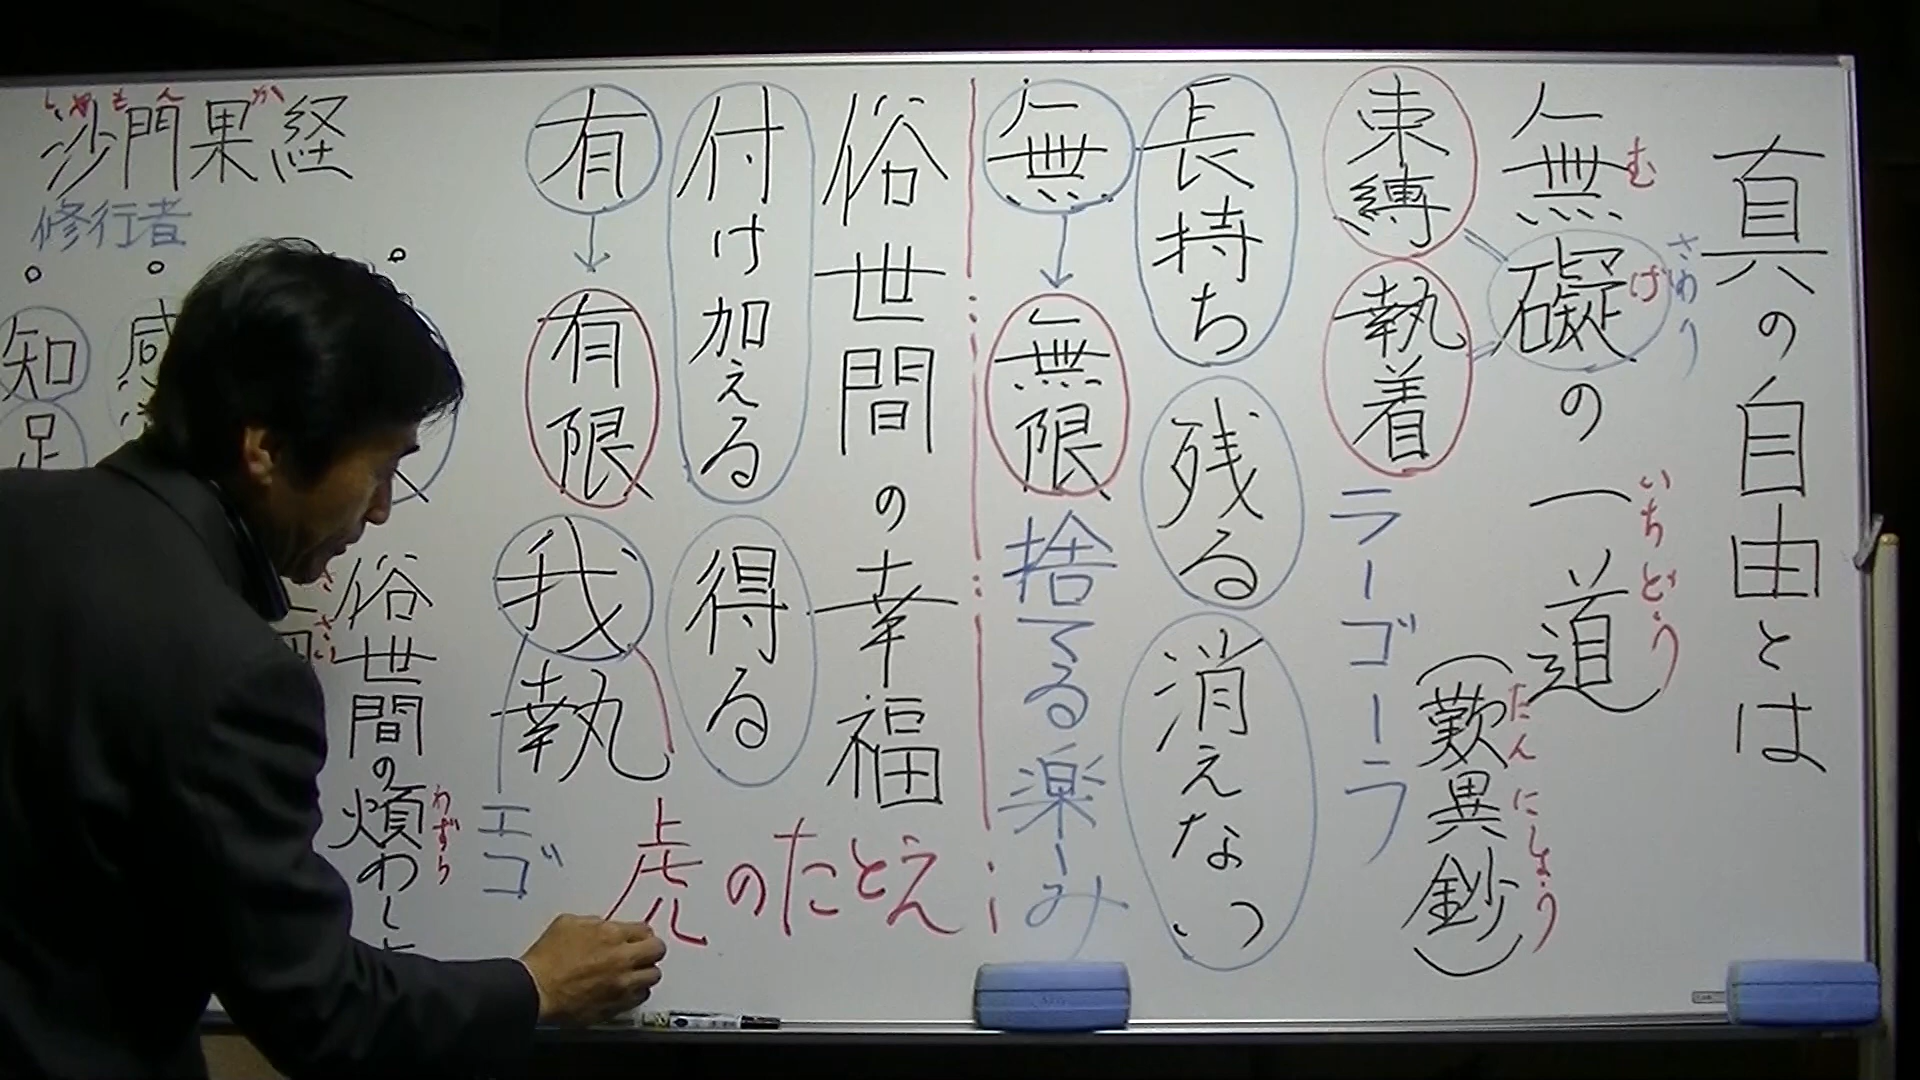 真の自由とは
無礙の一道
むげ
いちどう
さわり
(歎異鈔)
たんにしょう
束縛
執着
ラーゴーラ
長持ち
残る
消えない
無
無限
捨てる楽しみ
俗世間の幸福
付け加える
得る
有
有限
我執
エゴ
虎のたとえ
俗世間の煩わし
わずら
沙門果経
しゃもんか
修行者
知足
感